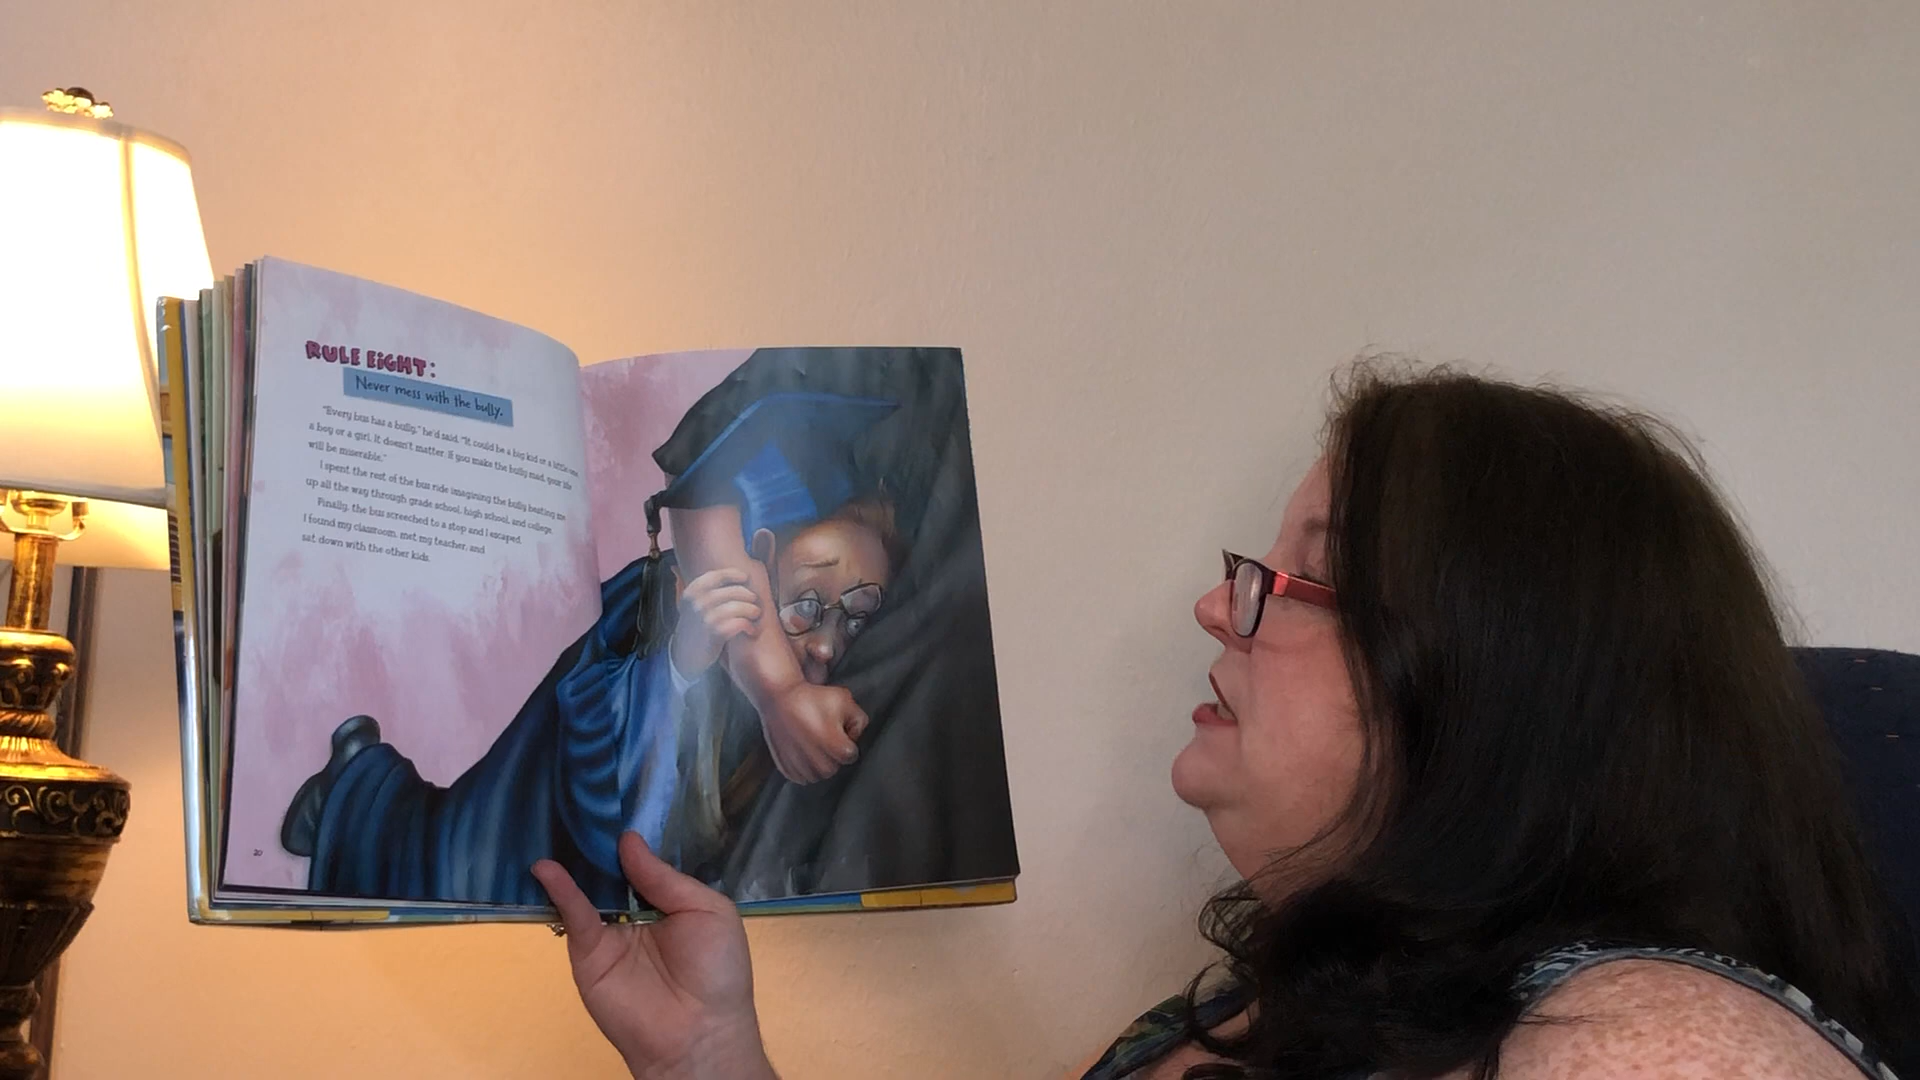 RULE EIGHT:
Never mess with the bully.
"Every bus has a bully," he'd said. "It could be a big kid or a little one,
a boy or a girl. It doesn't matter. If you make the bully mad, your life
will be miserable."
I spent the rest of the bus ride imagining the bully beating me
up all the way through grade school, high school, and college.
Finally, the bus screeched to a stop and I escaped.
I found my classroom, met my teacher, and
sat down with the other kids.
20